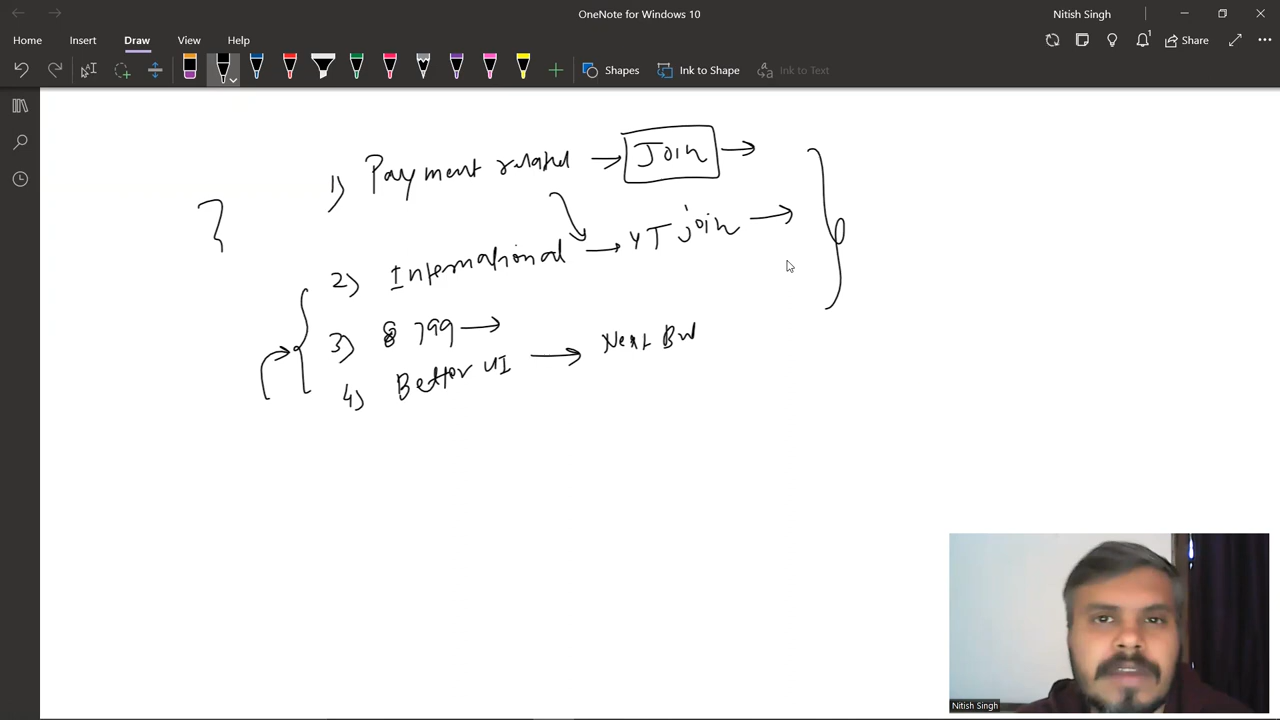 OneNote for Windows 10
Nitish Singh
Home Insert Draw View Help
Share
Shapes
Ink to Shape
Ink to Text
1) Payment related → Join →
2) International → YT join →
3) 8 799 →
4) Better UI → Next
Nitish Singh